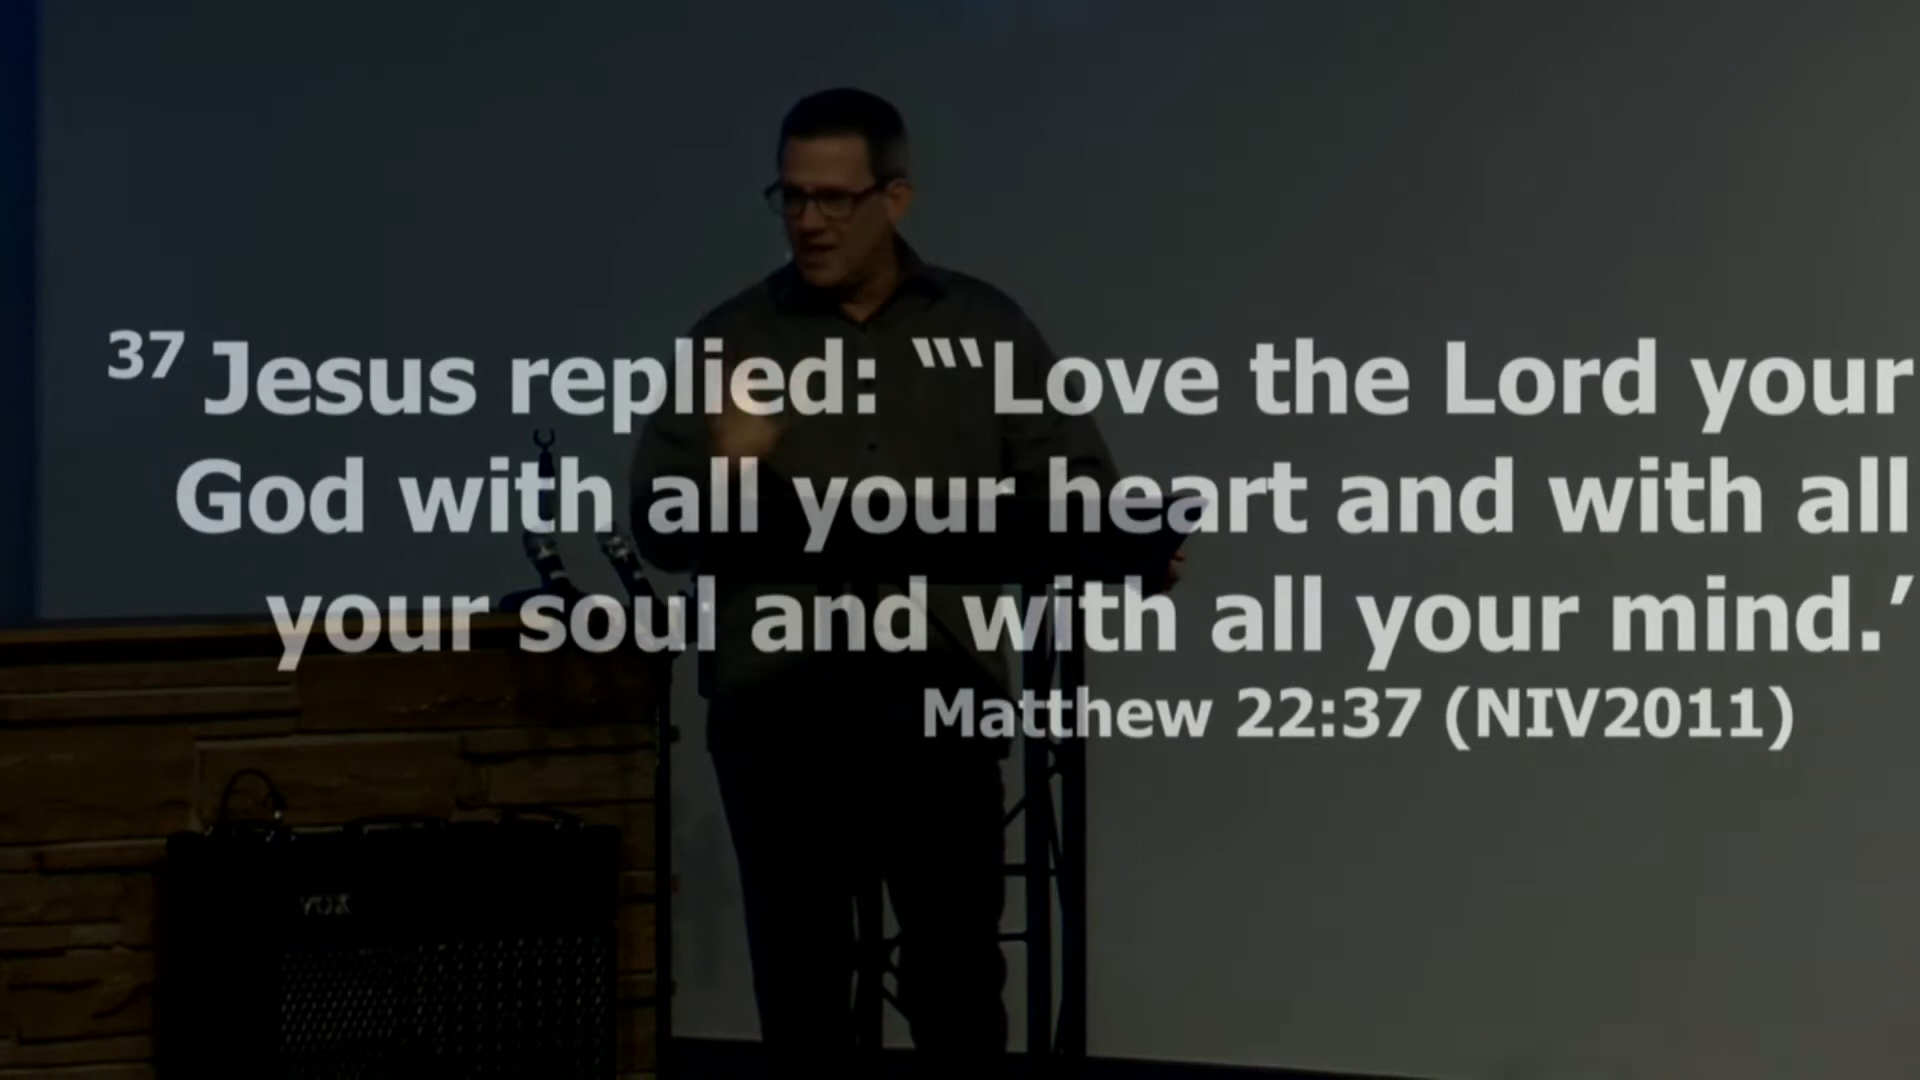 37 Jesus replied: “‘Love the Lord your
God with all your heart and with all
your soul and with all your mind.’
Matthew 22:37 (NIV2011)
VOX